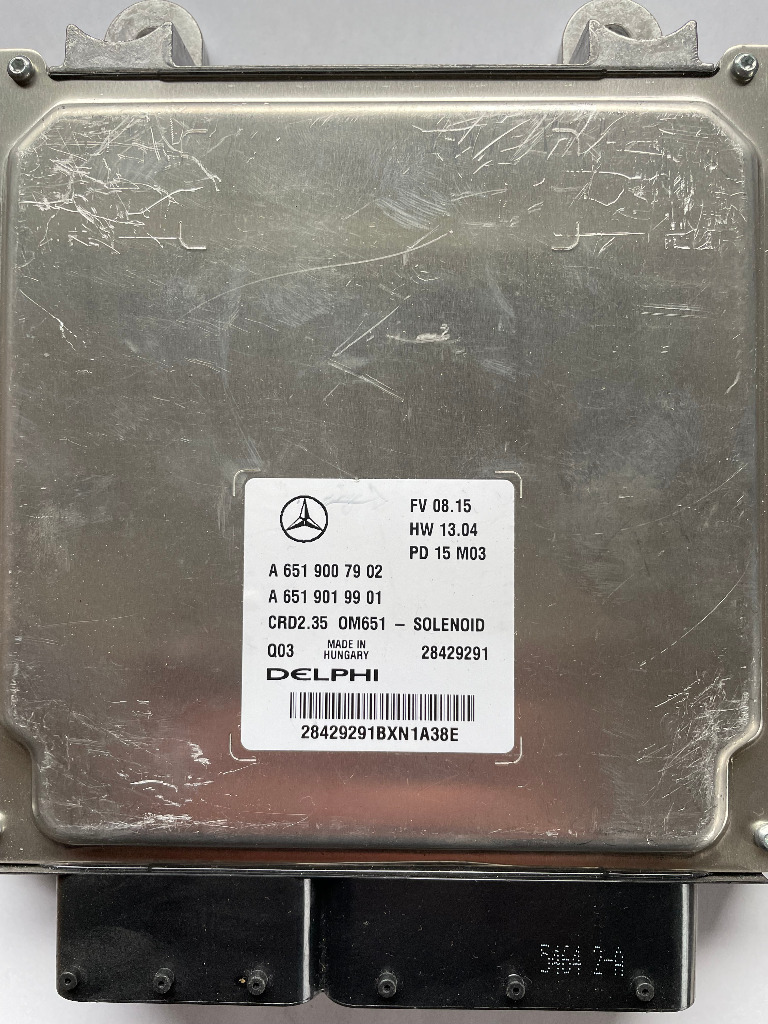 FV 08.15
HW 13.04
PD 15 M03
A 651 900 79 02
A 651 901 99 01
CRD2.35 OM651 – SOLENOID
Q03 MADE IN HUNGARY 28429291
DELPHI
28429291BXN1A38E
5464 2-A